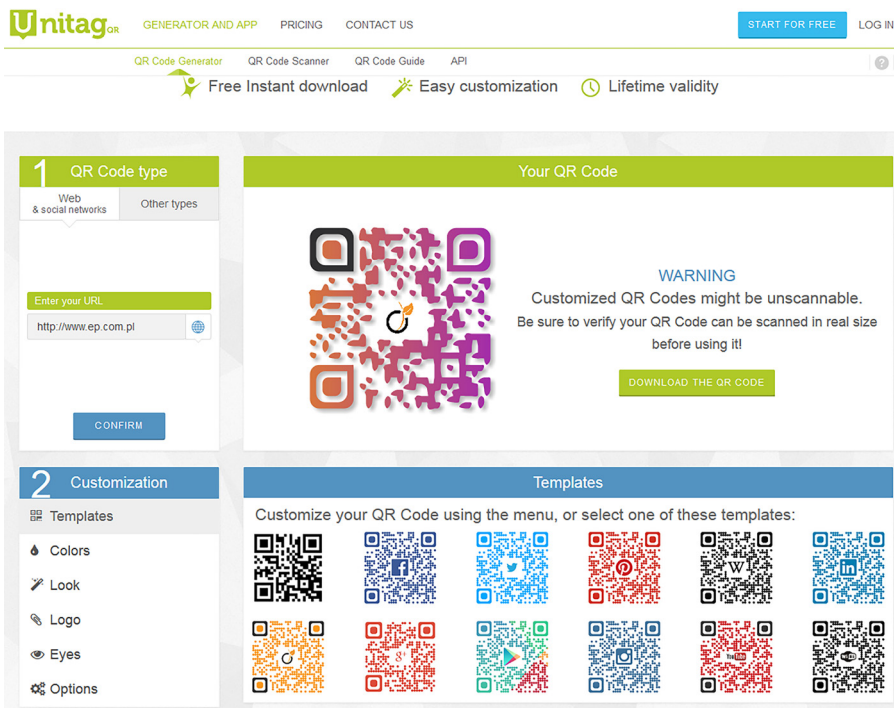 Unitag QR
GENERATOR AND APP PRICING CONTACT US START FOR FREE LOG IN
QR Code Generator QR Code Scanner QR Code Guide API ?
Free Instant download Easy customization Lifetime validity
1 QR Code type
Web
& social networks
Other types
Enter your URL
http://www.ep.com.pl
CONFIRM
Your QR Code
WARNING
Customized QR Codes might be unscannable.
Be sure to verify your QR Code can be scanned in real size
before using it!
DOWNLOAD THE QR CODE
2 Customization
Templates
Colors
Look
Logo
Eyes
Options
Templates
Customize your QR Code using the menu, or select one of these templates:
f W in
g+ You Tube Wi Fi